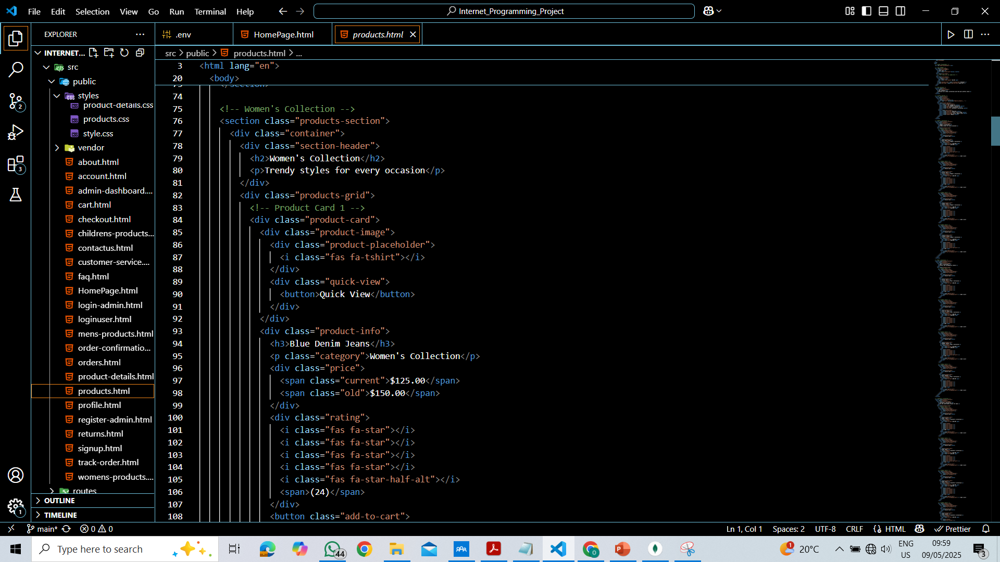 File Edit Selection View Go Run Terminal Help
Internet_Programming_Project
EXPLORER
.env
HomePage.html
products.html
INTERNET...
src > public > products.html > ...
src
public
styles
product-details.css
products.css
style.css
vendor
about.html
account.html
admin-dashboard....
cart.html
checkout.html
childrens-products...
contactus.html
customer-service....
faq.html
HomePage.html
login-admin.html
loginuser.html
mens-products.html
order-confirmatio...
orders.html
product-details.html
products.html
profile.html
register-admin.html
returns.html
signup.html
track-order.html
womens-products....
routes
OUTLINE
TIMELINE
3 <html lang="en">
20 <body>
73 </section>
74
75 <!-- Women's Collection -->
76 <section class="products-section">
77 <div class="container">
78 <div class="section-header">
79 <h2>Women's Collection</h2>
80 <p>Trendy styles for every occasion</p>
81 </div>
82 <div class="products-grid">
83 <!-- Product Card 1 -->
84 <div class="product-card">
85 <div class="product-image">
86 <div class="product-placeholder">
87 <i class="fas fa-tshirt"></i>
88 </div>
89 <div class="quick-view">
90 <button>Quick View</button>
91 </div>
92 </div>
93 <div class="product-info">
94 <h3>Blue Denim Jeans</h3>
95 <p class="category">Women's Collection</p>
96 <div class="price">
97 <span class="current">$125.00</span>
98 <span class="old">$150.00</span>
99 </div>
100 <div class="rating">
101 <i class="fas fa-star"></i>
102 <i class="fas fa-star"></i>
103 <i class="fas fa-star"></i>
104 <i class="fas fa-star"></i>
105 <i class="fas fa-star-half-alt"></i>
106 <span>(24)</span>
107 </div>
108 <button class="add-to-cart">
2
3
1
main* 0 0
Ln 1, Col 1 Spaces: 2 UTF-8 CRLF HTML Prettier
Type here to search
44
1
20°C
ENG
US
09:59
09/05/2025
3